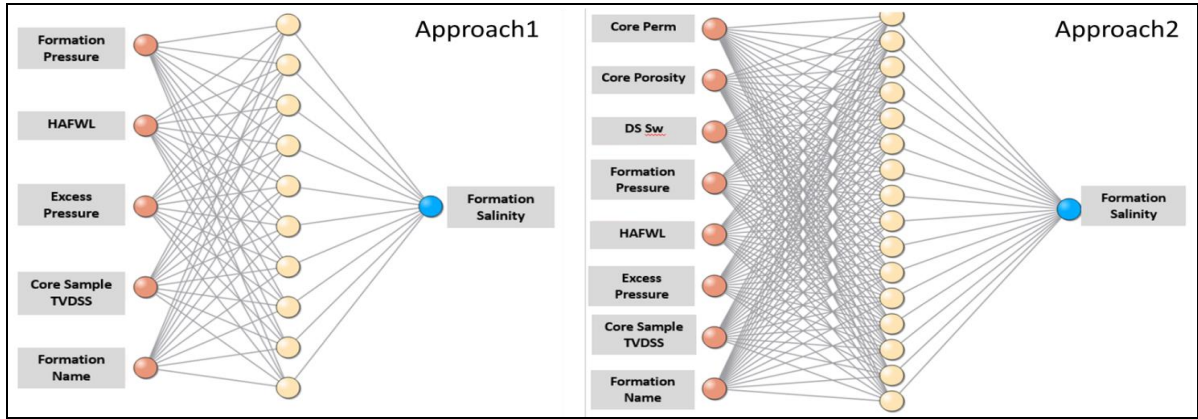 Approach1
Formation
Pressure
HAFWL
Excess
Pressure
Core Sample
TVDSS
Formation
Name
Formation
Salinity
Approach2
Core Perm
Core Porosity
DS Sw
Formation
Pressure
HAFWL
Excess
Pressure
Core Sample
TVDSS
Formation
Name
Formation
Salinity